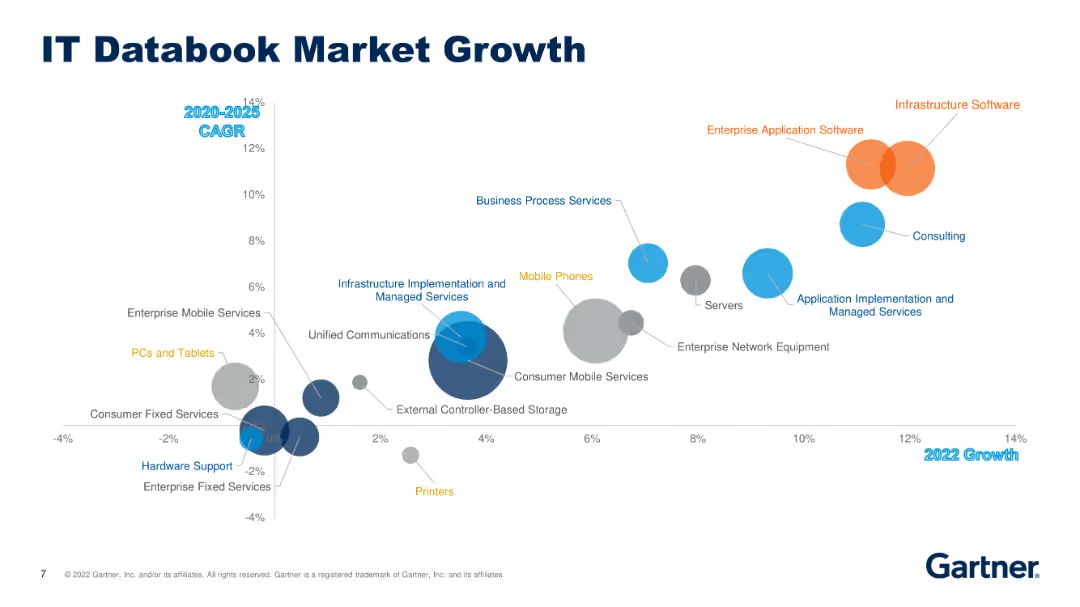 IT Databook Market Growth
2020-2025
CAGR
14%
12%
10%
8%
6%
4%
2%
0%
-2%
-4%
-4%
-2%
2%
4%
6%
8%
10%
12%
14%
2022 Growth
Infrastructure Software
Enterprise Application Software
Business Process Services
Consulting
Mobile Phones
Infrastructure Implementation and
Managed Services
Servers
Application Implementation and
Managed Services
Enterprise Mobile Services
Unified Communications
Enterprise Network Equipment
PCs and Tablets
Consumer Mobile Services
Consumer Fixed Services
External Controller-Based Storage
Hardware Support
Enterprise Fixed Services
Printers
7
© 2022 Gartner, Inc. and/or its affiliates. All rights reserved. Gartner is a registered trademark of Gartner, Inc. and its affiliates.
Gartner®